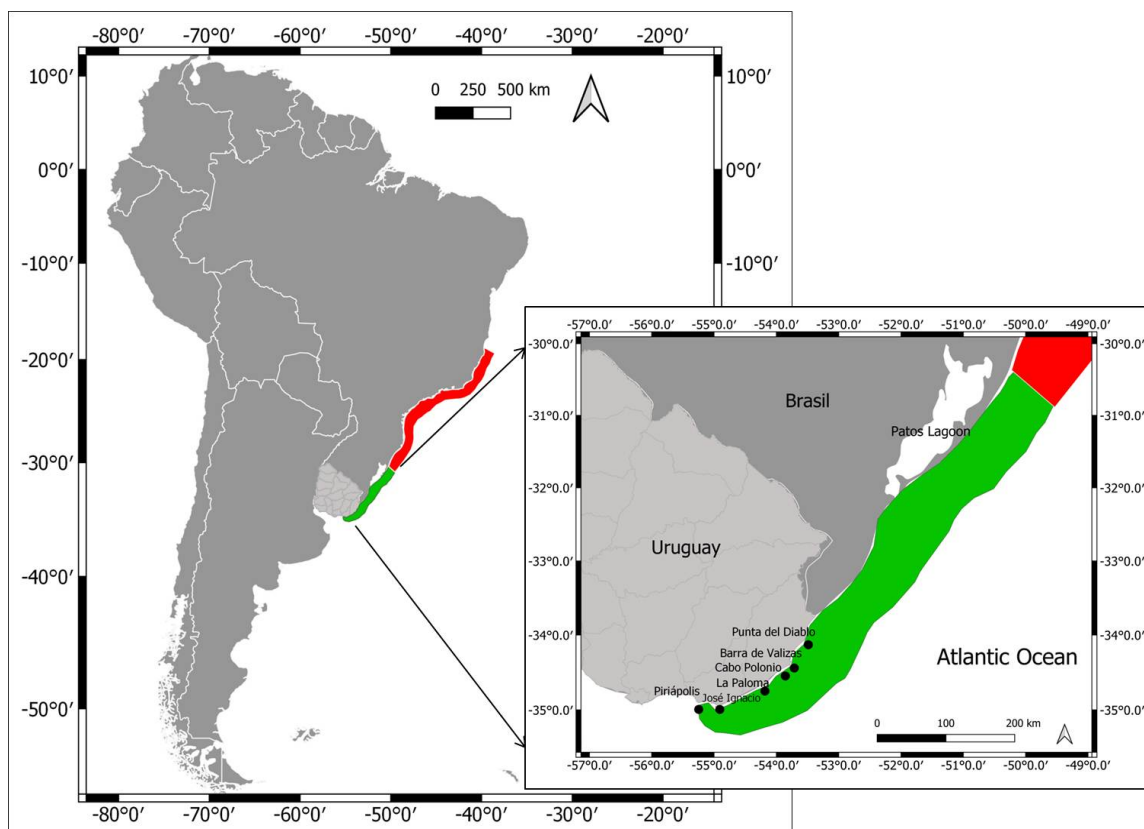 -80°0′ -70°0′ -60°0′ -50°0′ -40°0′ -30°0′ -20°0′
10°0′ 10°0′
0 250 500 km
0°0′ 0°0′
-10°0′ -10°0′
-20°0′
-30°0′
-40°0′
-50°0′
-80°0′ -70°0′ -60°0′ -50°0′ -40°0′ -30°0′ -20°0′
-57°0.0′ -56°0.0′ -55°0.0′ -54°0.0′ -53°0.0′ -52°0.0′ -51°0.0′ -50°0.0′ -49°0.0′
-30°0.0′ -30°0.0′
Brasil
-31°0.0′ -31°0.0′
Patos Lagoon
-32°0.0′ -32°0.0′
Uruguay
-33°0.0′ -33°0.0′
Punta del Diablo
-34°0.0′ -34°0.0′
Barra de Valizas
Atlantic Ocean
Cabo Polonio
La Paloma
Piriápolis
José Ignacio
-35°0.0′ -35°0.0′
0 100 200 km
-57°0.0′ -56°0.0′ -55°0.0′ -54°0.0′ -53°0.0′ -52°0.0′ -51°0.0′ -50°0.0′ -49°0.0′